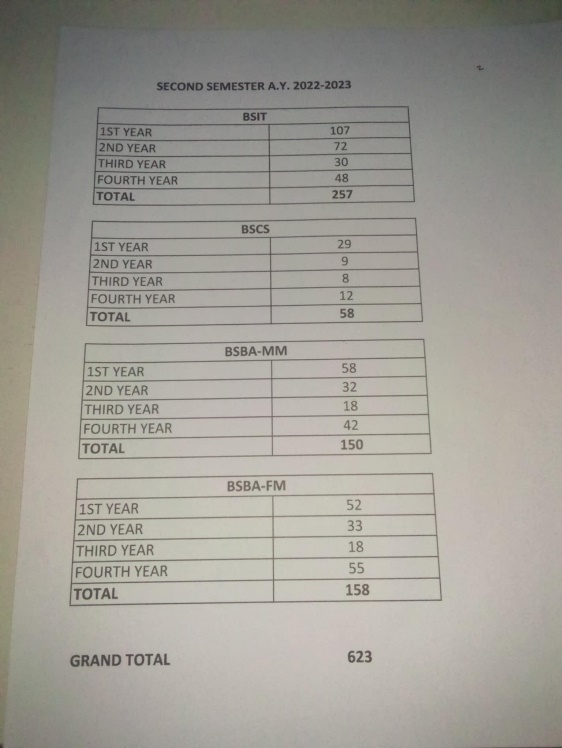 SECOND SEMESTER A.Y. 2022-2023
BSIT
1ST YEAR 107
2ND YEAR 72
THIRD YEAR 30
FOURTH YEAR 48
TOTAL 257
BSCS
1ST YEAR 29
2ND YEAR 9
THIRD YEAR 8
FOURTH YEAR 12
TOTAL 58
BSBA-MM
1ST YEAR 58
2ND YEAR 32
THIRD YEAR 18
FOURTH YEAR 42
TOTAL 150
BSBA-FM
1ST YEAR 52
2ND YEAR 33
THIRD YEAR 18
FOURTH YEAR 55
TOTAL 158
GRAND TOTAL 623